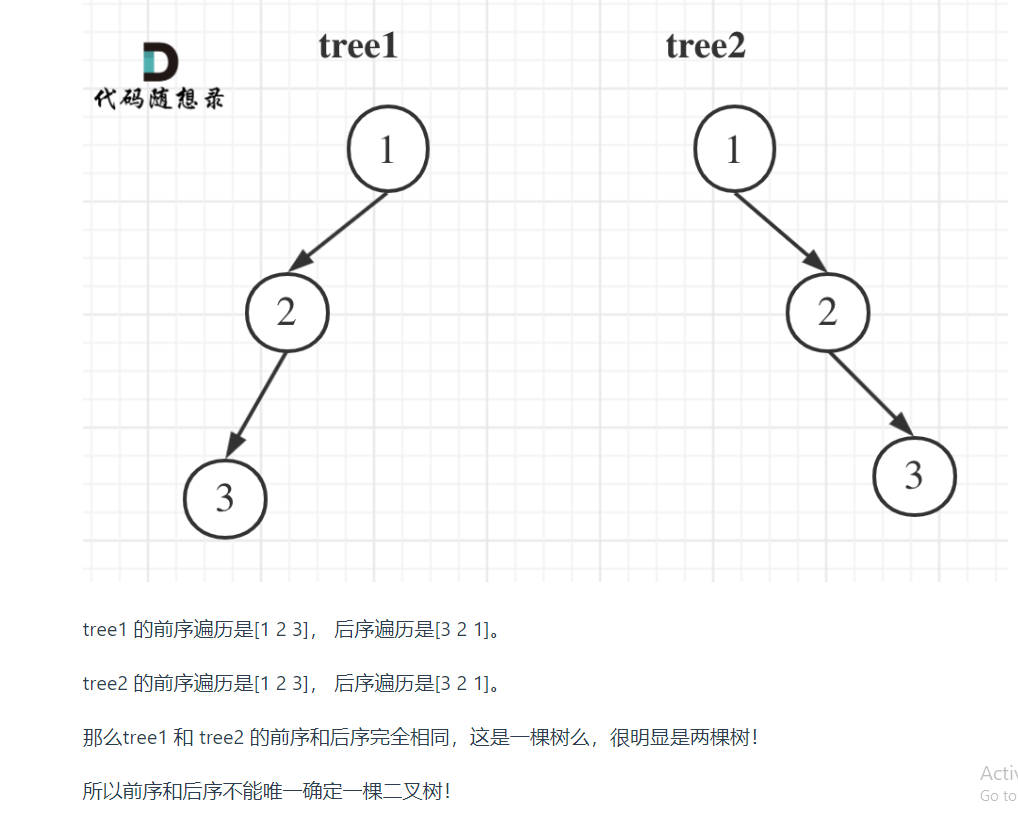 tree1 tree2
代码随想录
1 1
2 2
3
3
tree1 的前序遍历是[1 2 3]， 后序遍历是[3 2 1]。
tree2 的前序遍历是[1 2 3]， 后序遍历是[3 2 1]。
那么tree1 和 tree2 的前序和后序完全相同，这是一棵树么，很明显是两棵树！
所以前序和后序不能唯一确定一棵二叉树！
Activ
Go to